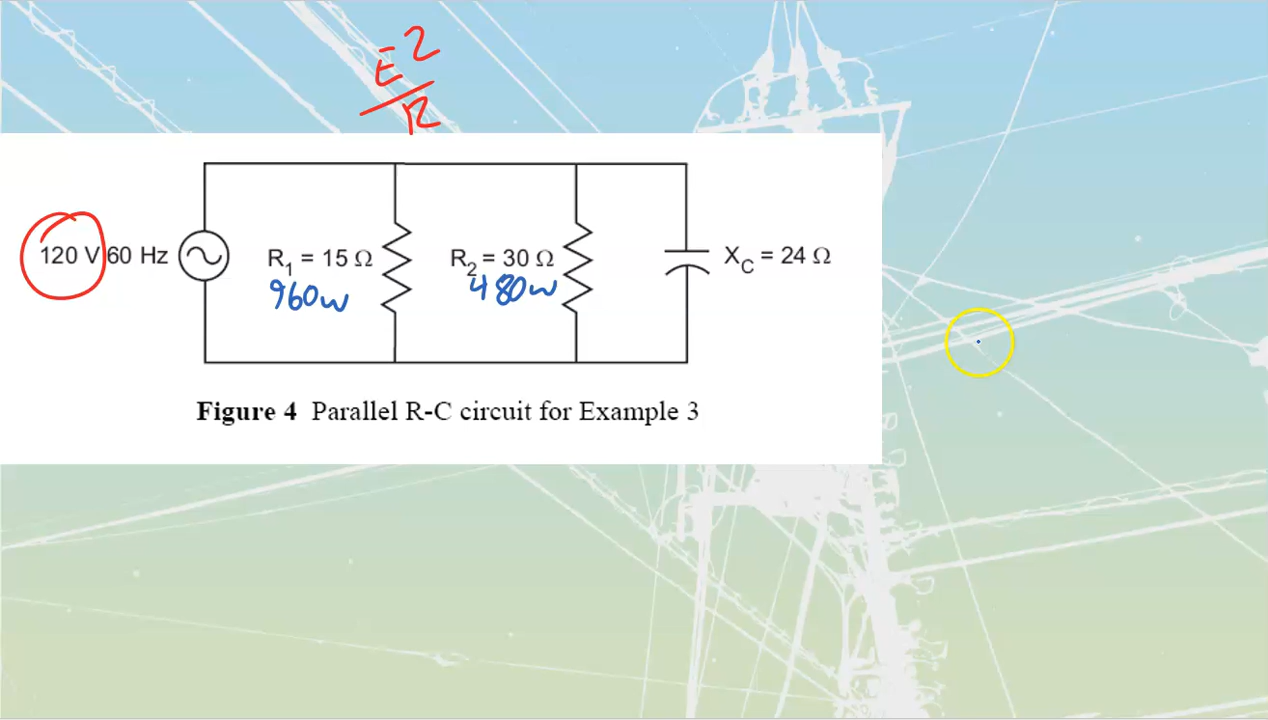 E2
R
120 V 60 Hz
R1 = 15 Ω
960w
R2 = 30 Ω
480w
XC = 24 Ω
Figure 4 Parallel R-C circuit for Example 3